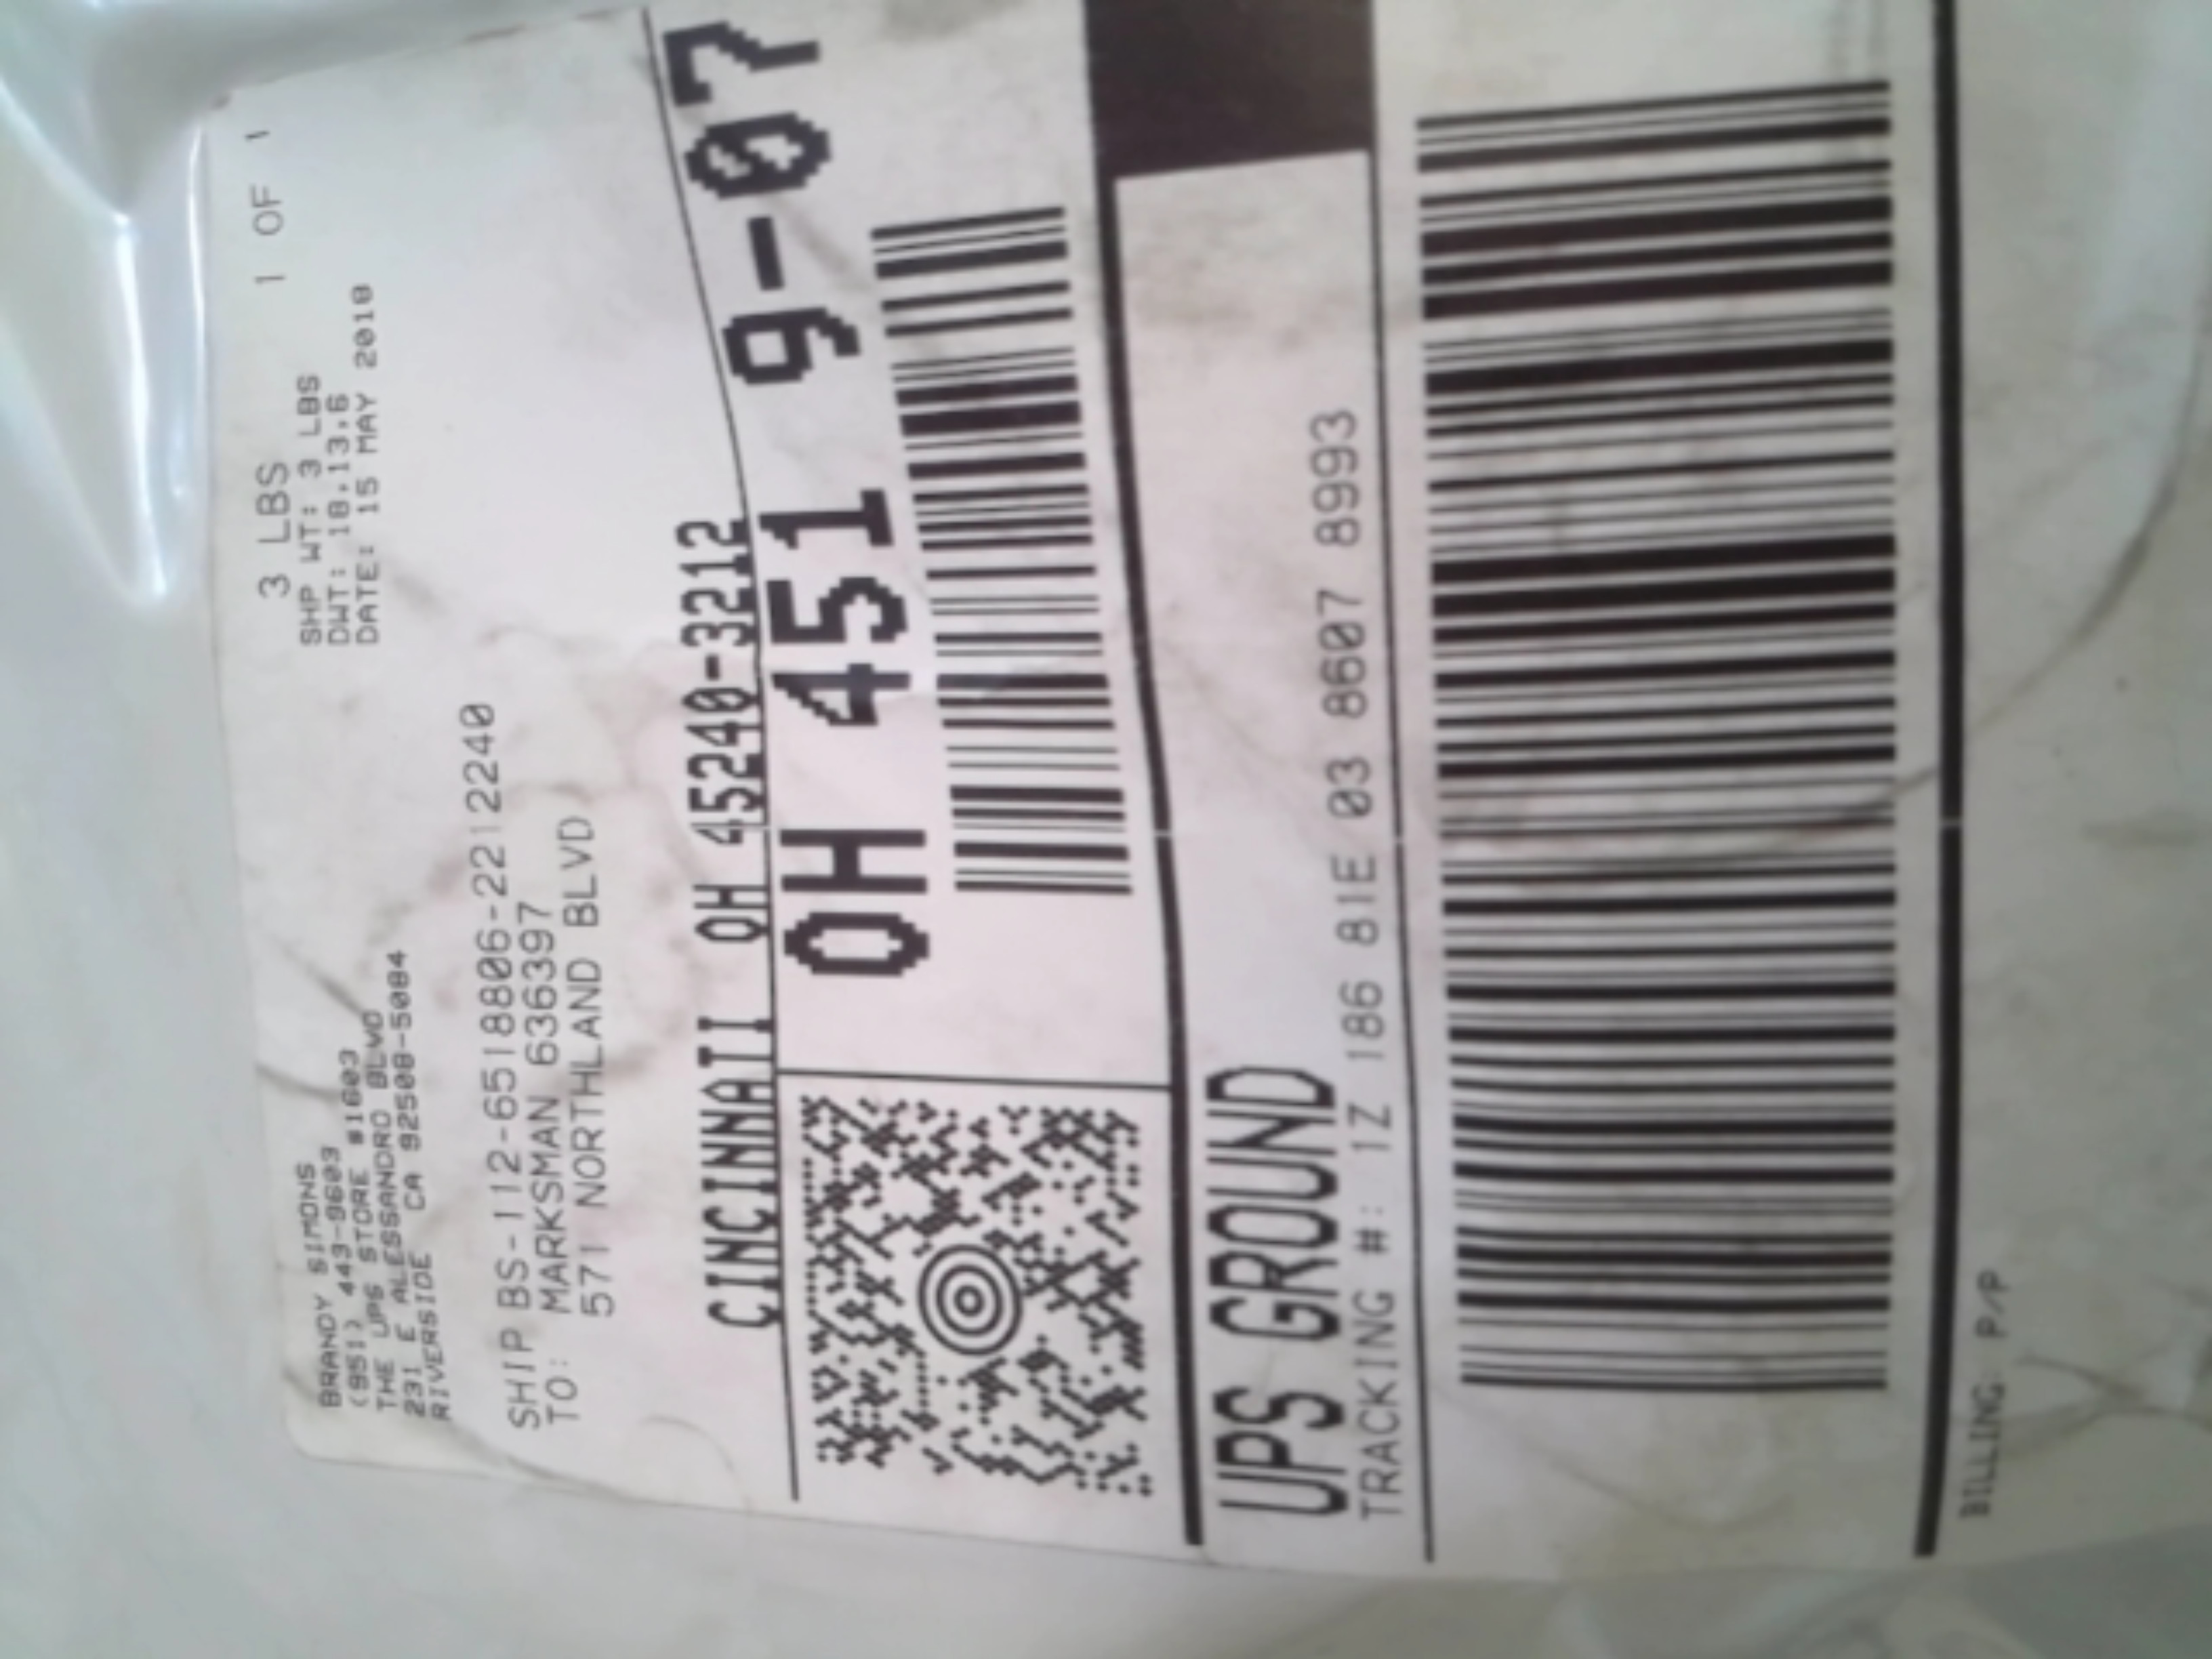 BRANDY SIMONS
(951) 443-9603
THE UPS STORE #1603
231 E ALESSANDRO BLVD
RIVERSIDE CA 92508-5084
3 LBS 1 OF 1
SHP WT: 3 LBS
DWT: 18,13,6
DATE: 15 MAY 2018
SHIP BS-112-6518806-2212240
TO: MARKSMAN 636397
571 NORTHLAND BLVD
CINCINNATI OH 45240-3212
OH 451 9-07
UPS GROUND
TRACKING #: 1Z 186 81E 03 8607 8993
BILLING: P/P